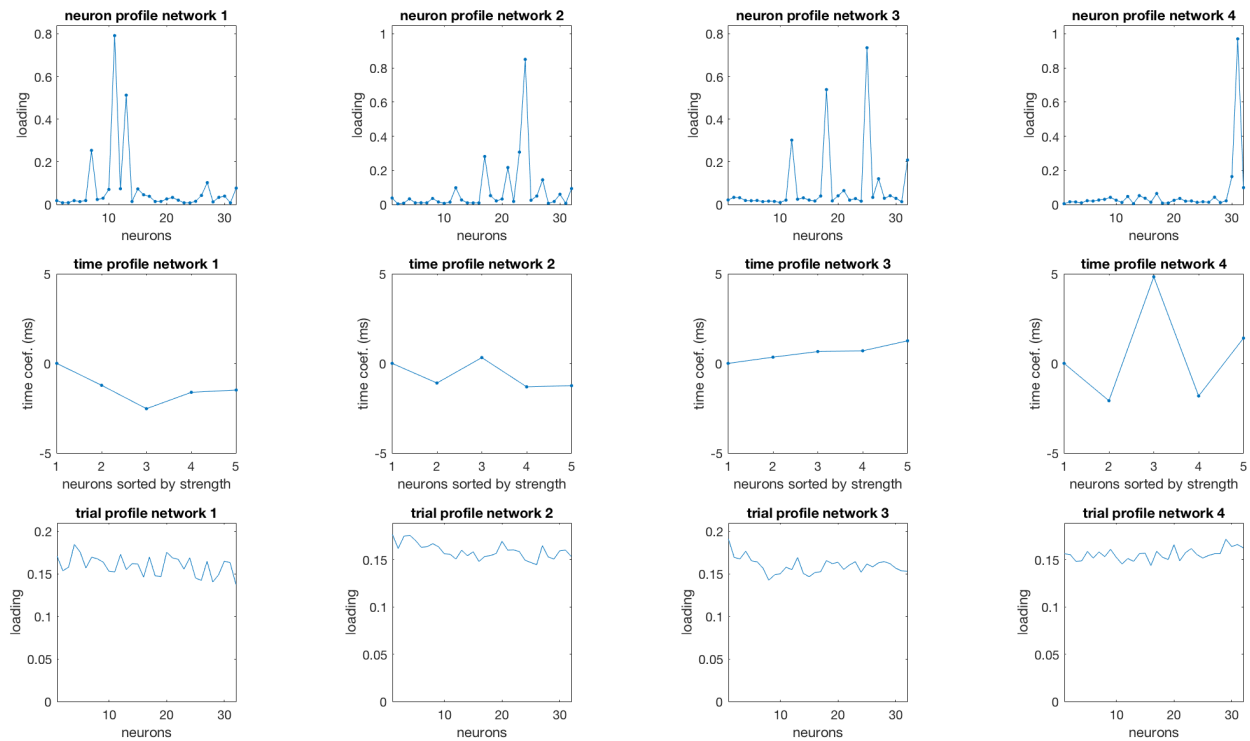 neuron profile network 1
0.8
0.6
0.4
0.2
0
loading
10
20
30
neurons
neuron profile network 2
1
0.8
0.6
0.4
0.2
0
loading
10
20
30
neurons
neuron profile network 3
0.8
0.6
0.4
0.2
0
loading
10
20
30
neurons
neuron profile network 4
1
0.8
0.6
0.4
0.2
0
loading
10
20
30
neurons
time profile network 1
5
0
-5
time coef. (ms)
1
2
3
4
5
neurons sorted by strength
time profile network 2
5
0
-5
time coef. (ms)
1
2
3
4
5
neurons sorted by strength
time profile network 3
5
0
-5
time coef. (ms)
1
2
3
4
5
neurons sorted by strength
time profile network 4
5
0
-5
time coef. (ms)
1
2
3
4
5
neurons sorted by strength
trial profile network 1
0.2
0.15
0.1
0.05
0
loading
10
20
30
neurons
trial profile network 2
0.15
0.1
0.05
0
loading
10
20
30
neurons
trial profile network 3
0.2
0.15
0.1
0.05
0
loading
10
20
30
neurons
trial profile network 4
0.15
0.1
0.05
0
loading
10
20
30
neurons